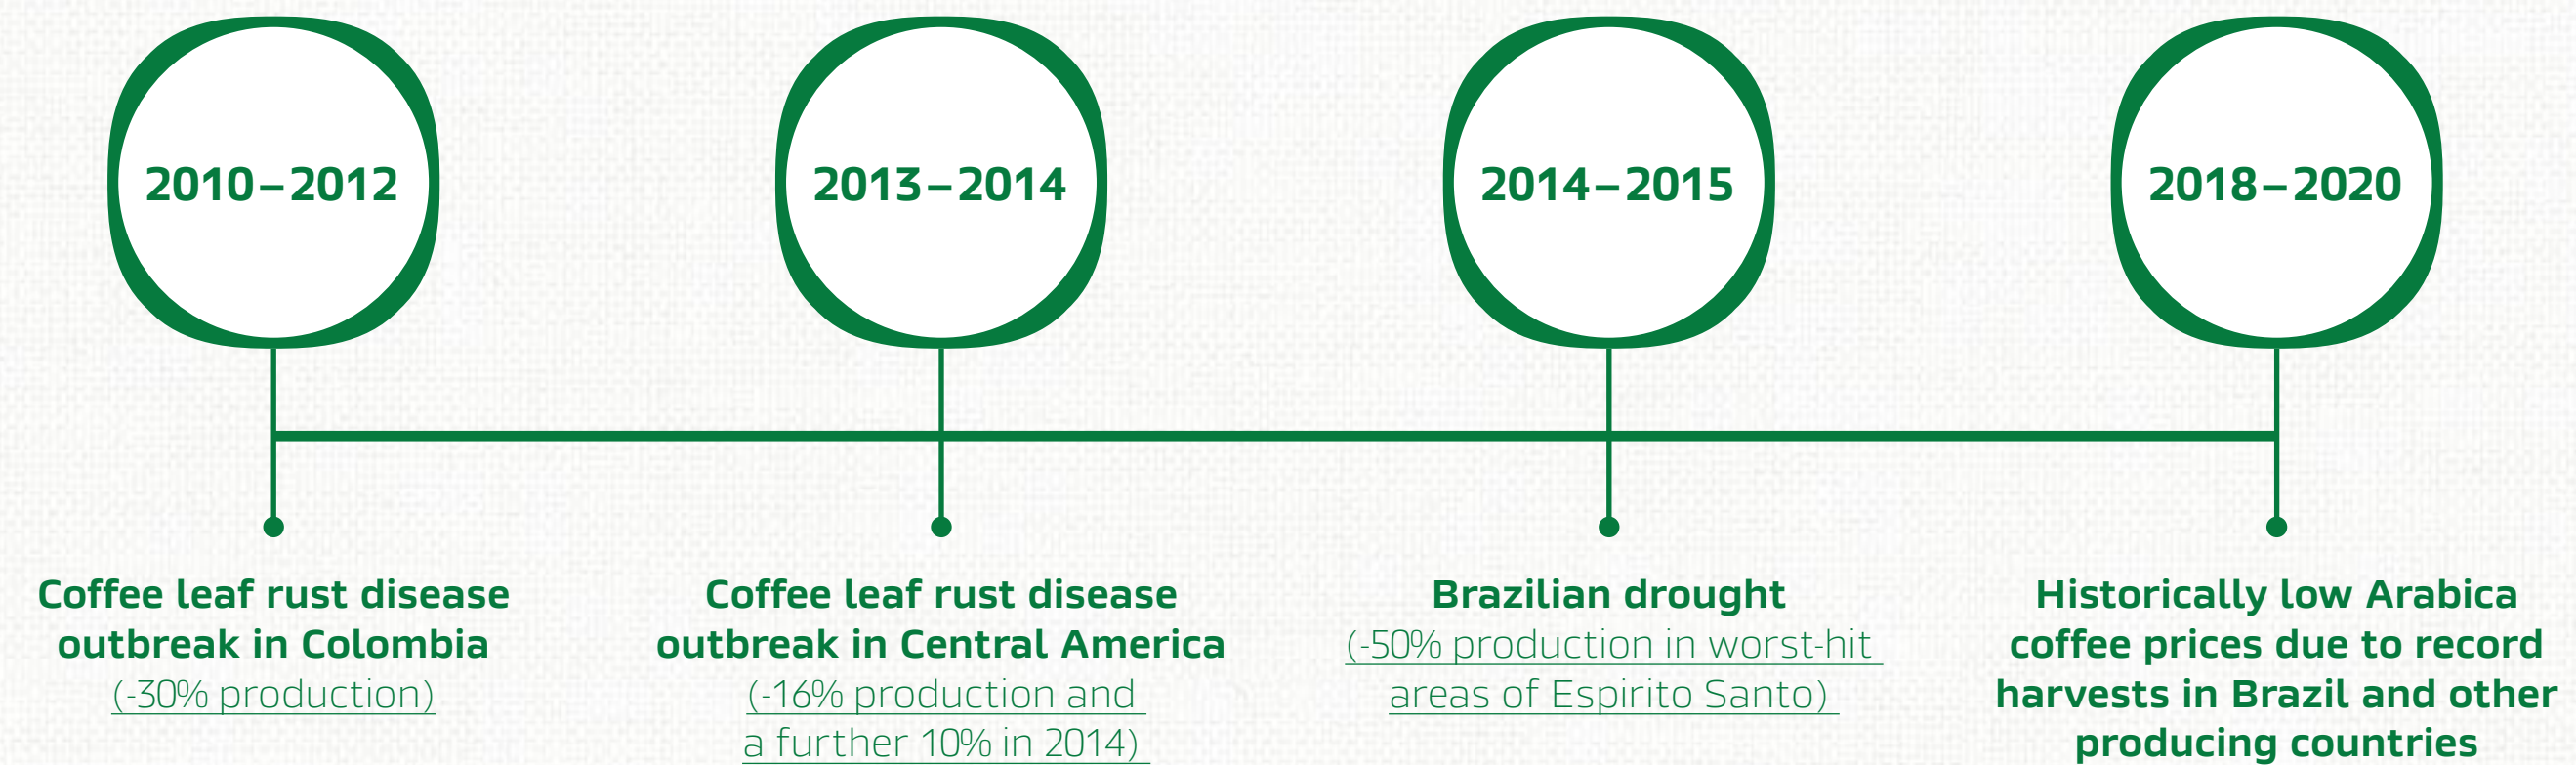 2010–2012
Coffee leaf rust disease
outbreak in Colombia
(-30% production)
2013–2014
Coffee leaf rust disease
outbreak in Central America
(-16% production and
a further 10% in 2014)
2014–2015
Brazilian drought
(-50% production in worst-hit
areas of Espirito Santo)
2018–2020
Historically low Arabica
coffee prices due to record
harvests in Brazil and other
producing countries